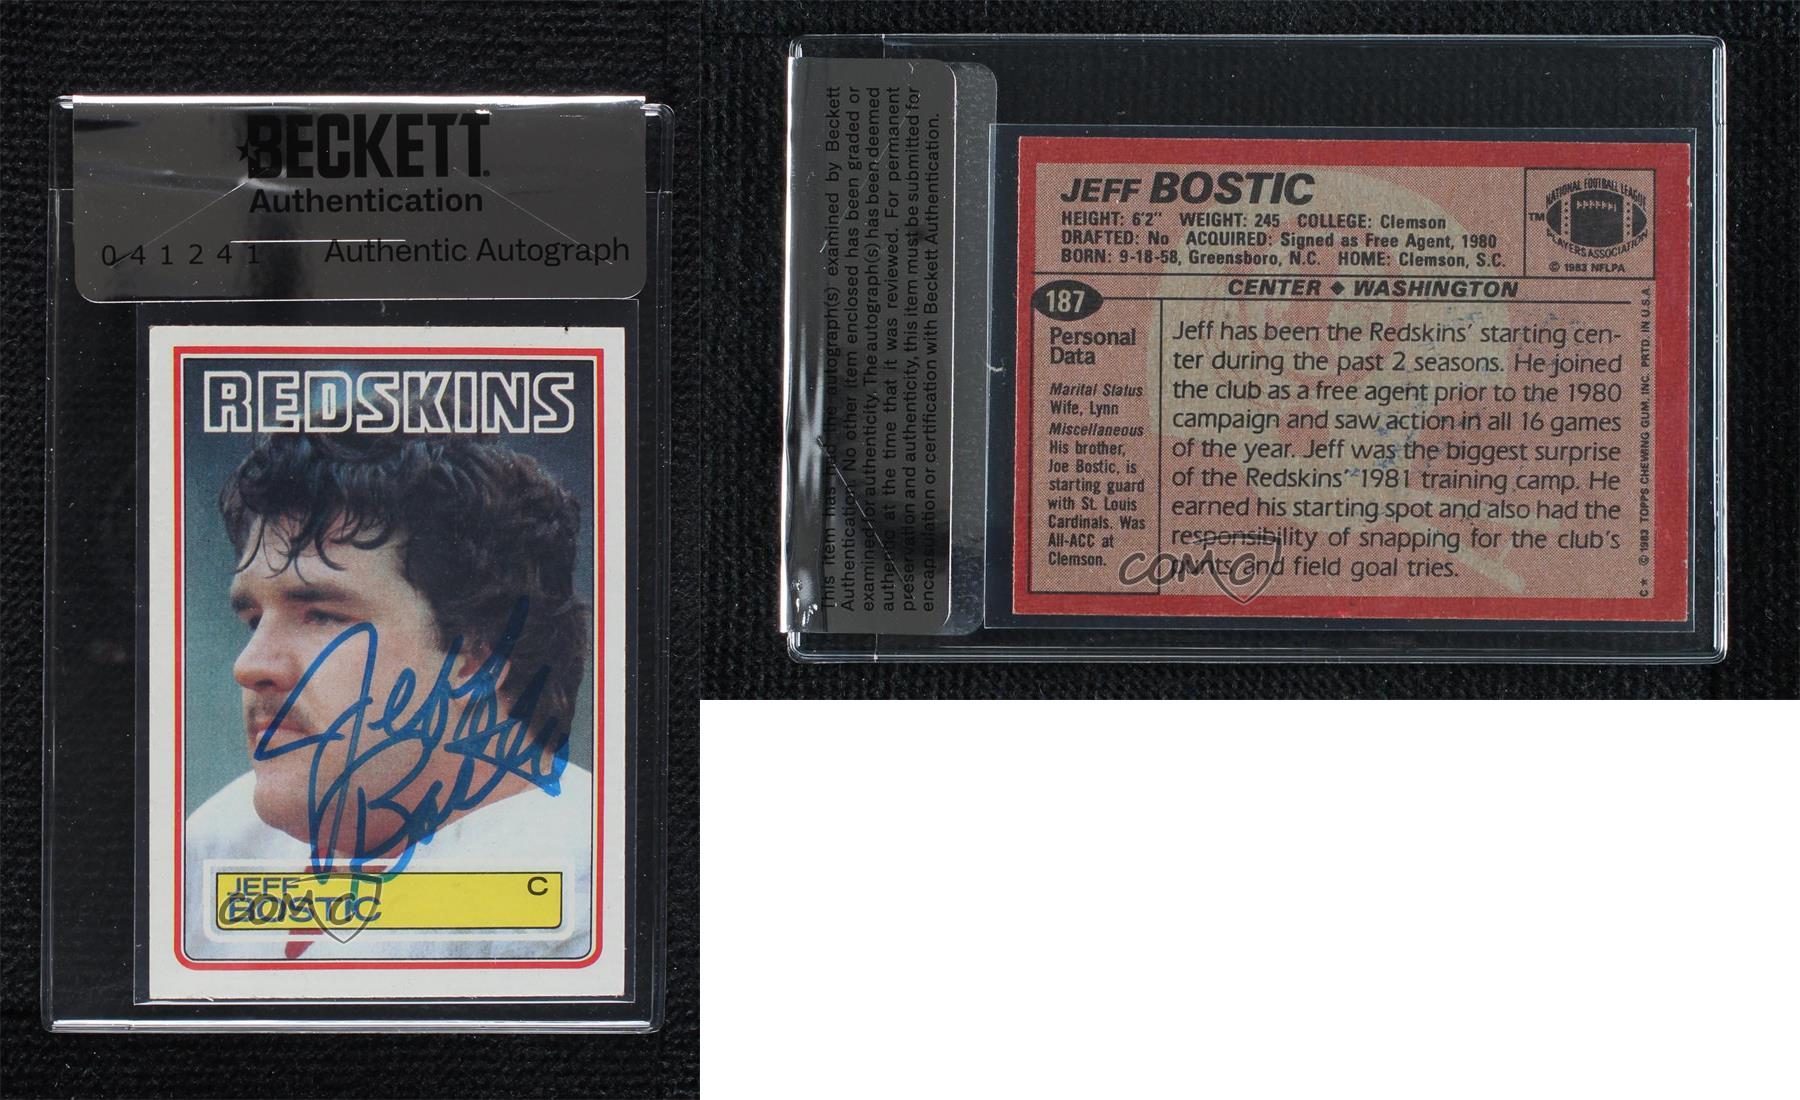 BECKETT.
Authentication
041241 Authentic Autograph
REDSKINS
Jeff
Bostic
JEFF
BOSTIC
C
COMC
This item has had the autograph(s) examined by Beckett
Authentication. No other item enclosed has been graded or
examined for authenticity. The autograph(s) has been deemed
authentic at the time that it was reviewed. For permanent
preservation and authenticity, this item must be submitted for
encapsulation or certification with Beckett Authentication.
JEFF BOSTIC
HEIGHT: 6'2" WEIGHT: 245 COLLEGE: Clemson
DRAFTED: No ACQUIRED: Signed as Free Agent, 1980
BORN: 9-18-58, Greensboro, N.C. HOME: Clemson, S.C.
TM
NATIONAL FOOTBALL LEAGUE
PLAYERS ASSOCIATION
© 1983 NFLPA
187
CENTER ◆ WASHINGTON
Personal
Data
Marital Status
Wife, Lynn
Miscellaneous
His brother,
Joe Bostic, is
starting guard
with St. Louis
Cardinals. Was
All-ACC at
Clemson.
Jeff has been the Redskins' starting cen-
ter during the past 2 seasons. He joined
the club as a free agent prior to the 1980
campaign and saw action in all 16 games
of the year. Jeff was the biggest surprise
of the Redskins' 1981 training camp. He
earned his starting spot and also had the
responsibility of snapping for the club's
punts and field goal tries.
COMC
C★ © 1983 TOPPS CHEWING GUM, INC. PRTD. IN U.S.A.